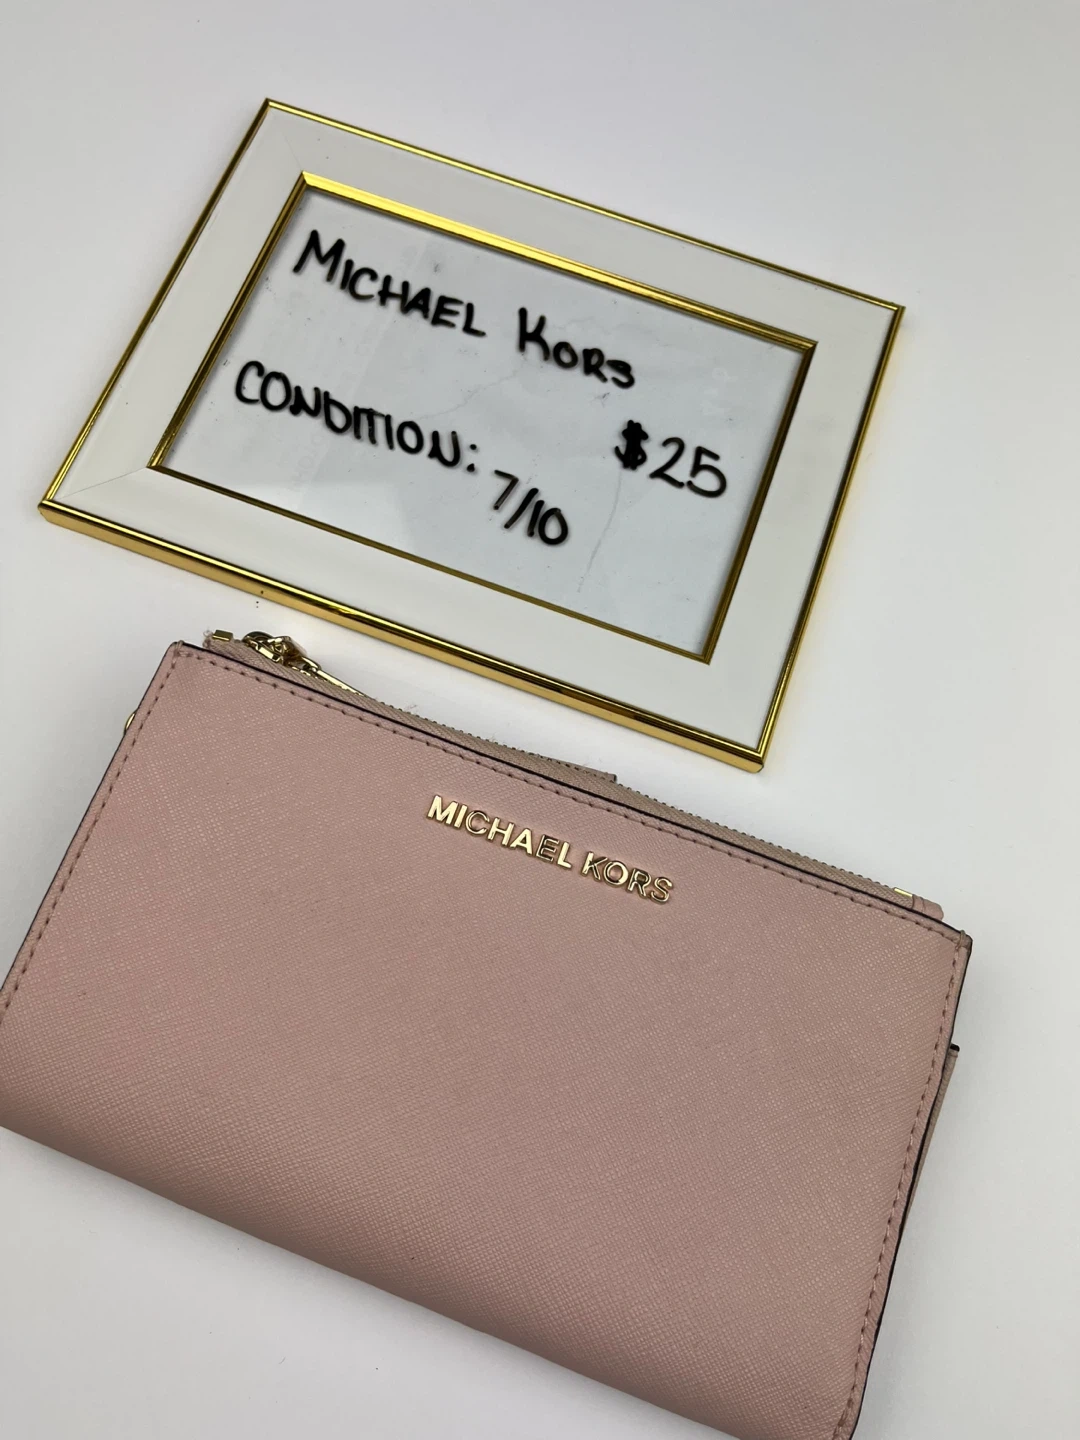 MICHAEL KORS
$25
CONDITION:
7/10
MICHAEL KORS